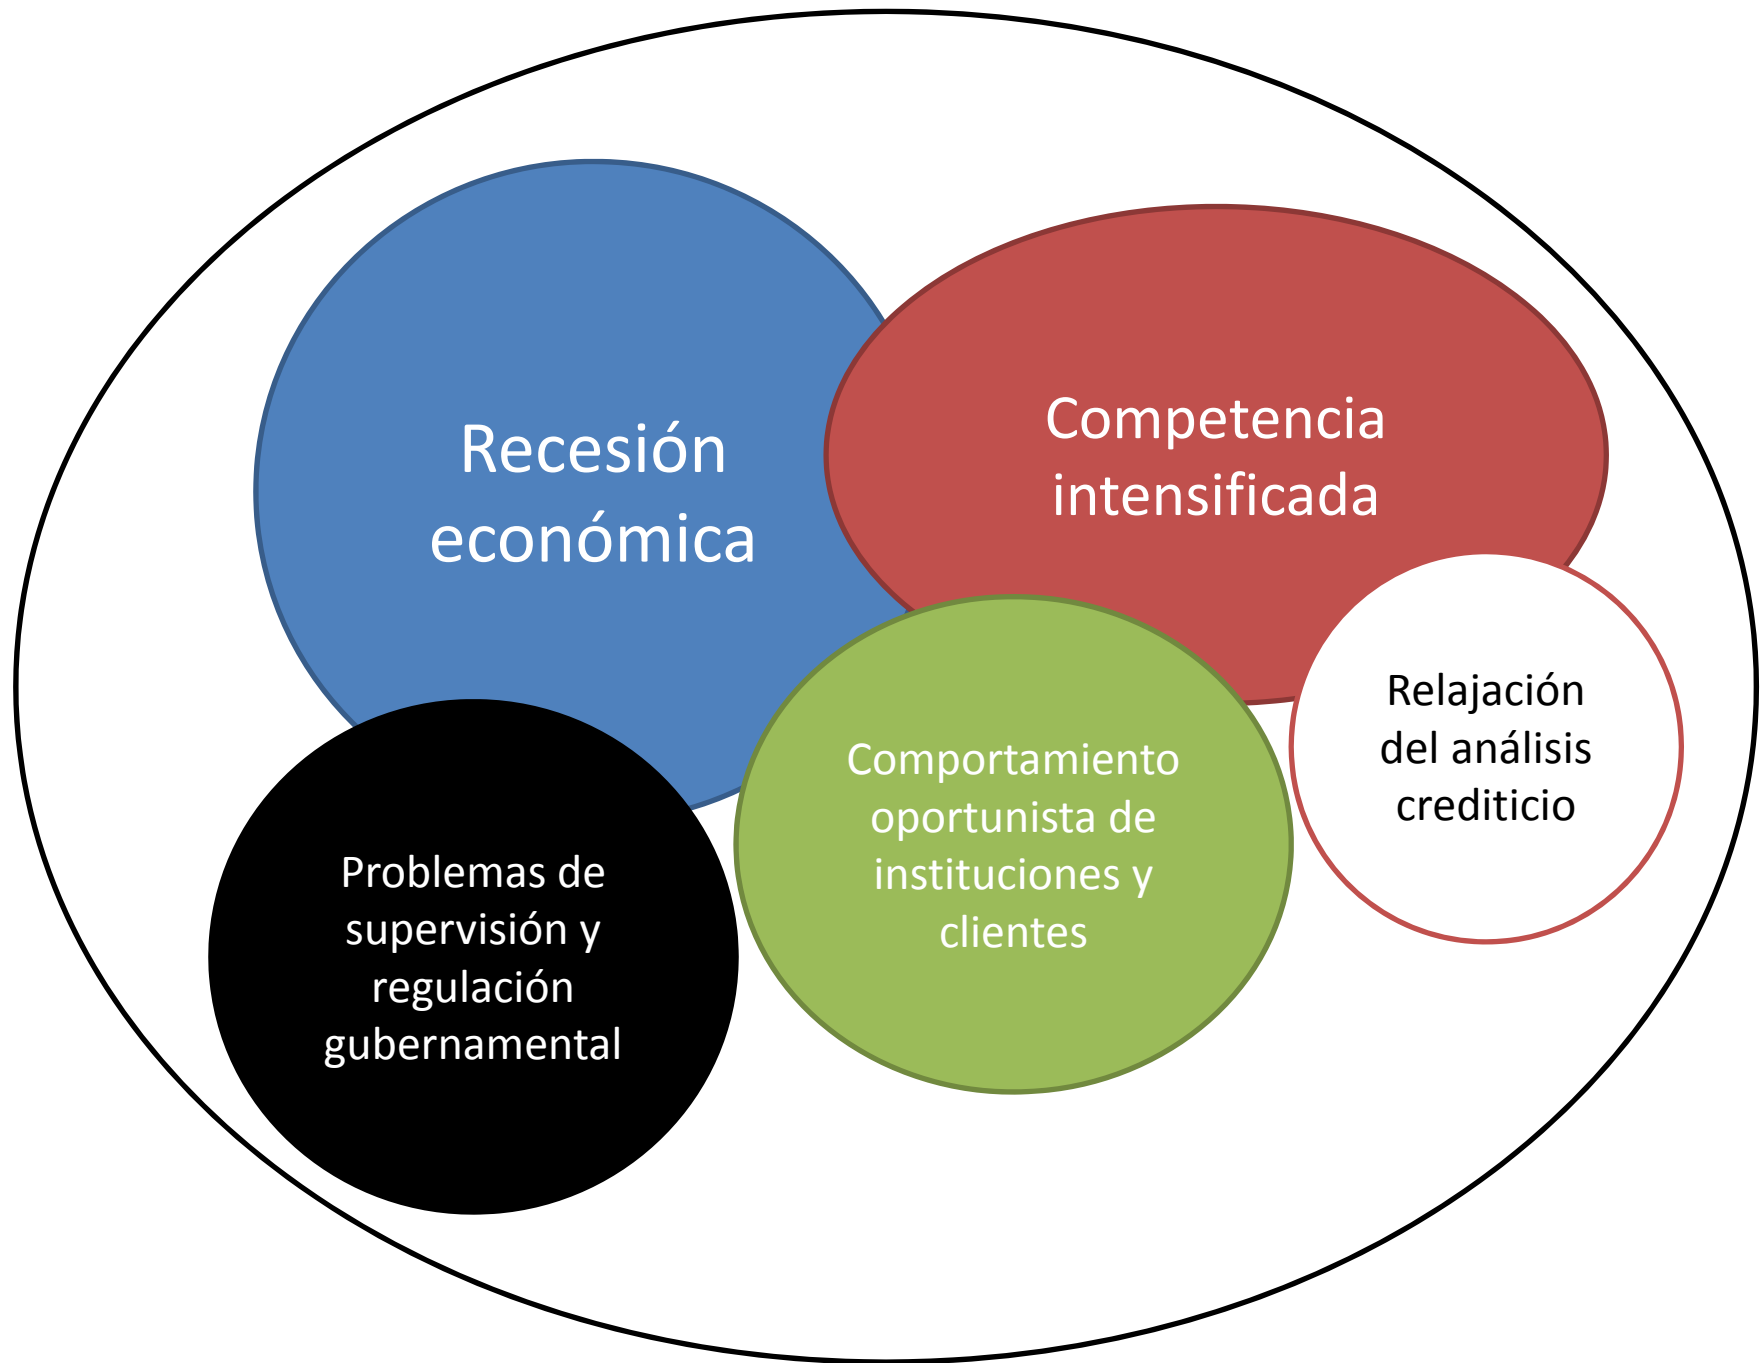 Recesión
económica
Competencia
intensificada
Relajación
del análisis
crediticio
Comportamiento
oportunista de
instituciones y
clientes
Problemas de
supervisión y
regulación
gubernamental